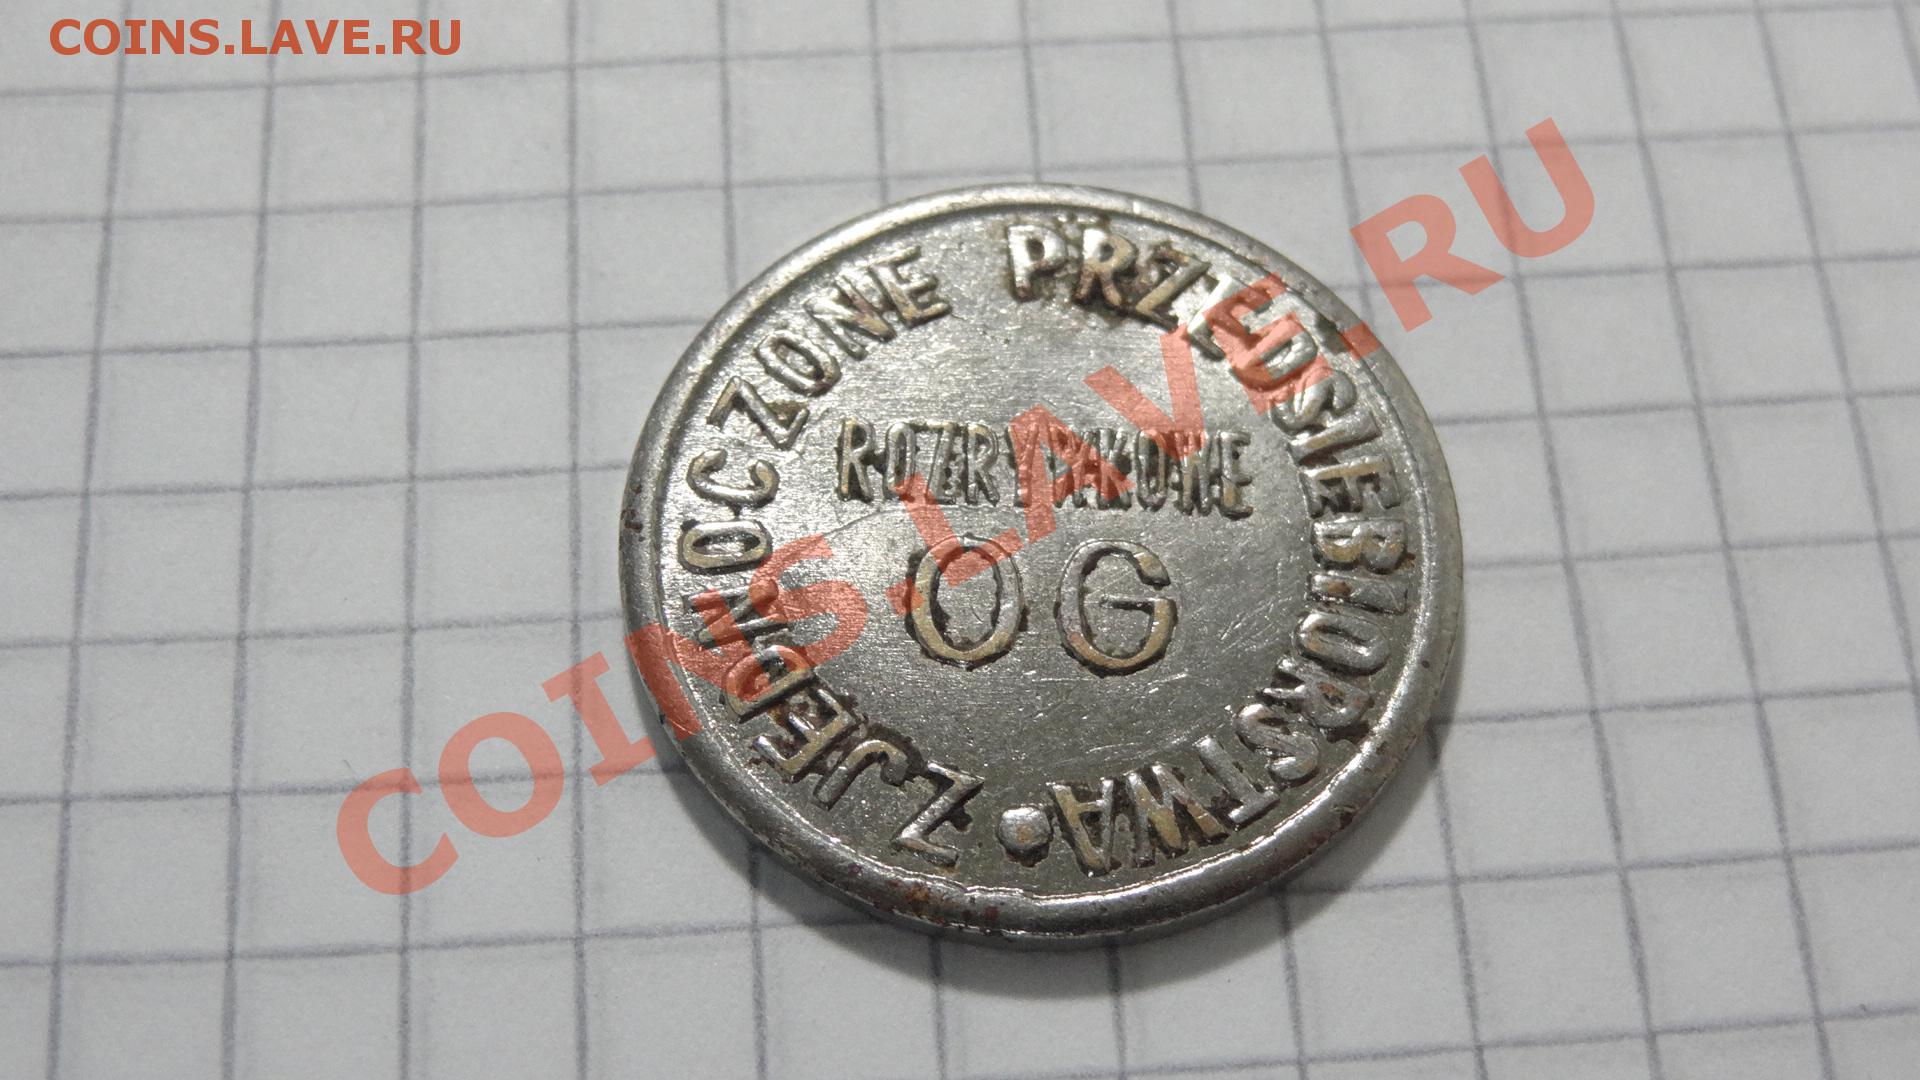 COINS.LAVE.RU
ZJEDNOCZONE PRZEDSIEBIORSTWA •
ROZRYWKOWE
OG
COINS.LAVE.RU